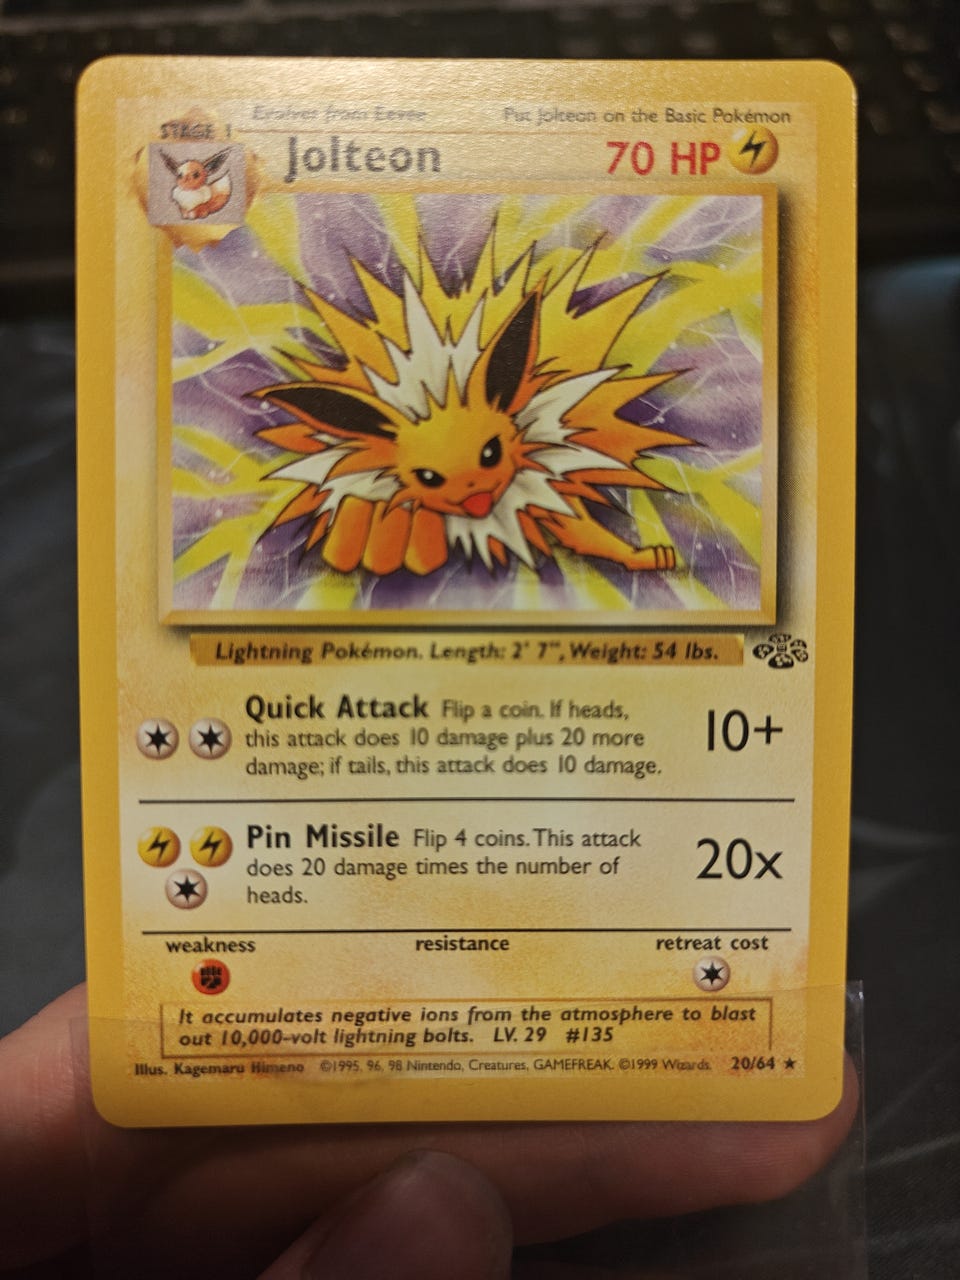 Evolves from Eevee Put Jolteon on the Basic Pokémon
STAGE 1
Jolteon 70 HP
Lightning Pokémon. Length: 2' 7", Weight: 54 lbs.
Quick Attack Flip a coin. If heads,
this attack does 10 damage plus 20 more
damage; if tails, this attack does 10 damage.
10+
Pin Missile Flip 4 coins. This attack
does 20 damage times the number of
heads.
20x
weakness resistance retreat cost
It accumulates negative ions from the atmosphere to blast
out 10,000-volt lightning bolts. LV. 29 #135
Illus. Kagemaru Himeno ©1995, 96, 98 Nintendo, Creatures, GAMEFREAK. ©1999 Wizards. 20/64 ★